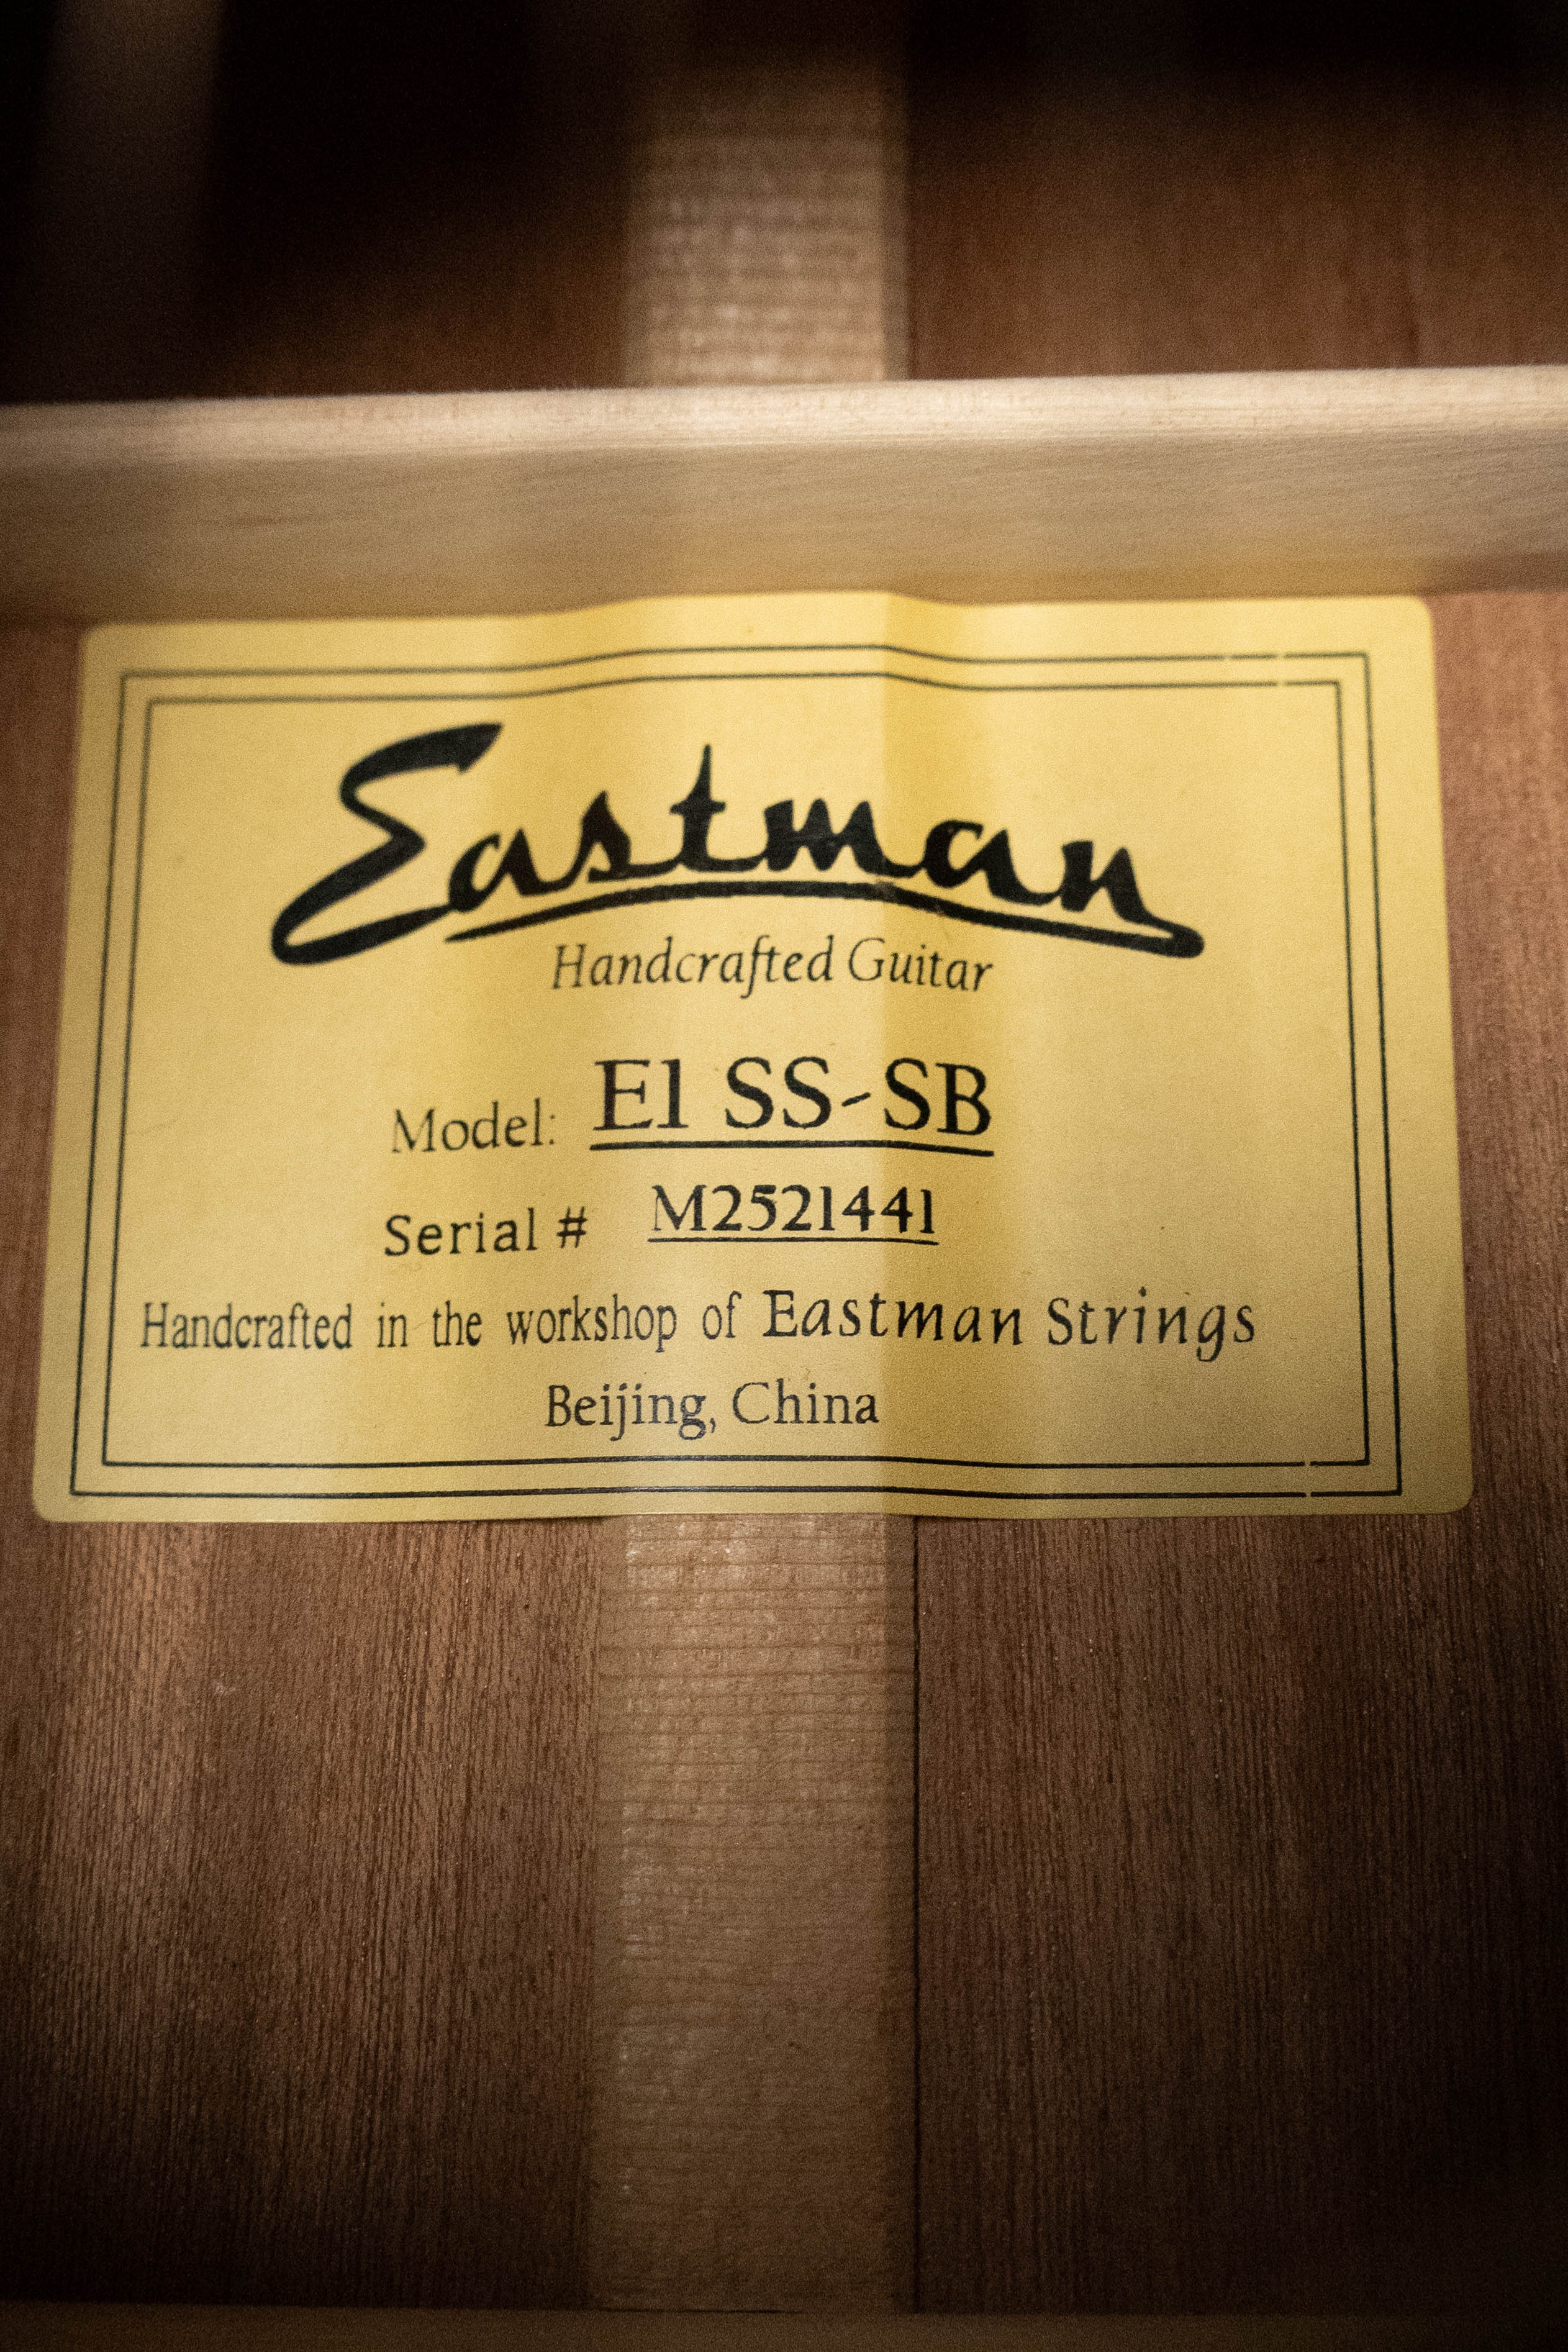 Eastman
Handcrafted Guitar
Model: E1 SS-SB
Serial # M2521441
Handcrafted in the workshop of Eastman Strings
Beijing, China